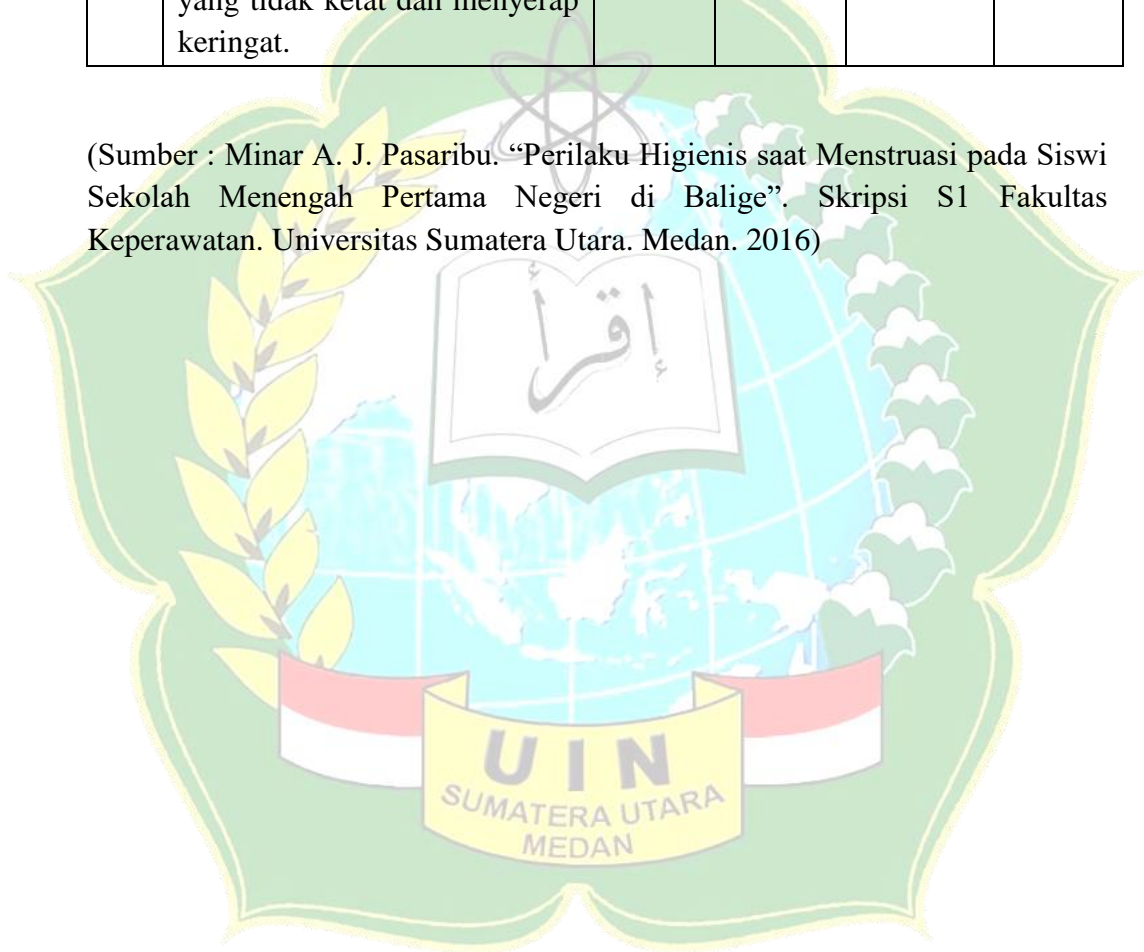 yang tidak ketat dan menyerap
keringat.
(Sumber : Minar A. J. Pasaribu. “Perilaku Higienis saat Menstruasi pada Siswi
Sekolah Menengah Pertama Negeri di Balige”. Skripsi S1 Fakultas
Keperawatan. Universitas Sumatera Utara. Medan. 2016)
إقرأ
UIN
SUMATERA UTARA
MEDAN